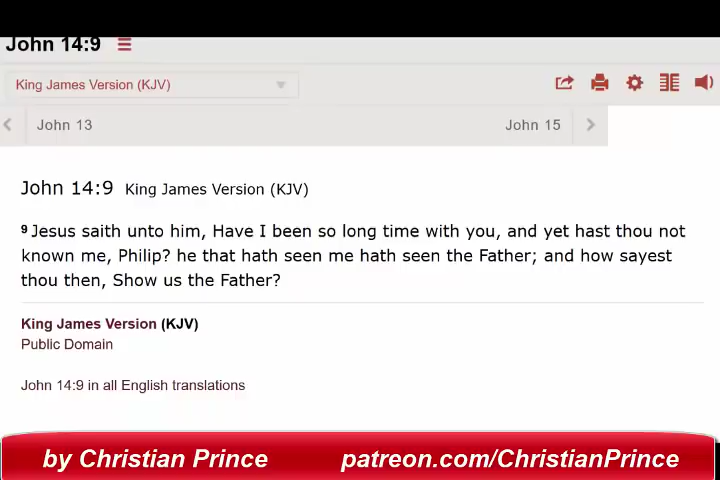 John 14:9
King James Version (KJV)
John 13
John 15
John 14:9 King James Version (KJV)
9 Jesus saith unto him, Have I been so long time with you, and yet hast thou not
known me, Philip? he that hath seen me hath seen the Father; and how sayest
thou then, Show us the Father?
King James Version (KJV)
Public Domain
John 14:9 in all English translations
by Christian Prince patreon.com/ChristianPrince